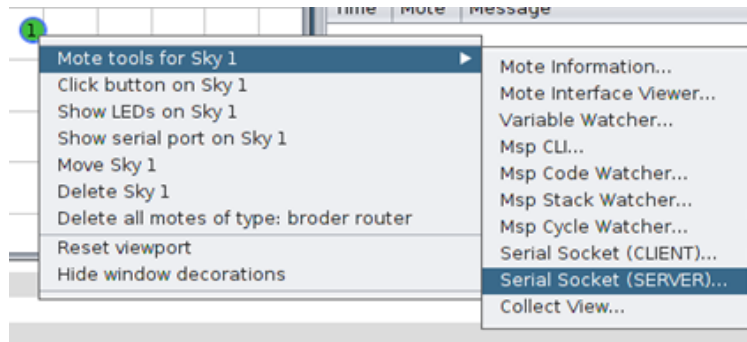 Time Mote Message
1
Mote tools for Sky 1
Click button on Sky 1
Show LEDs on Sky 1
Show serial port on Sky 1
Move Sky 1
Delete Sky 1
Delete all motes of type: broder router
Reset viewport
Hide window decorations
Mote Information...
Mote Interface Viewer...
Variable Watcher...
Msp CLI...
Msp Code Watcher...
Msp Stack Watcher...
Msp Cycle Watcher...
Serial Socket (CLIENT)...
Serial Socket (SERVER)...
Collect View...